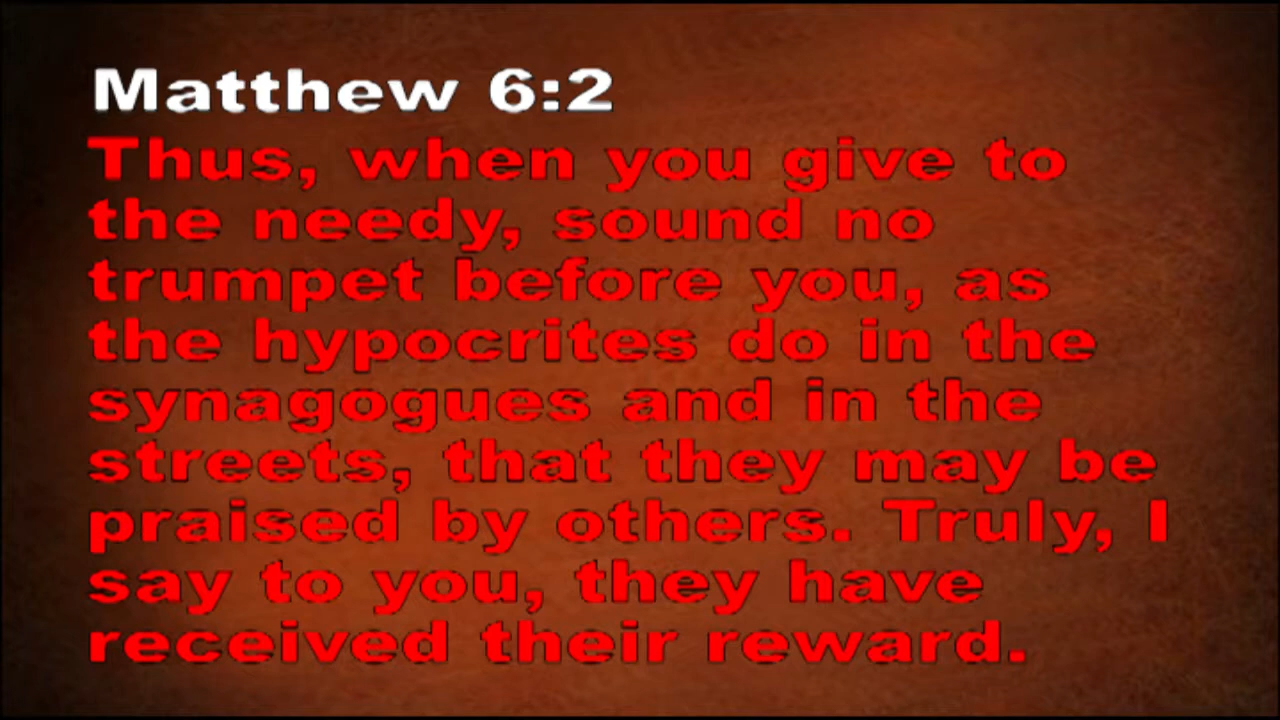 Matthew 6:2
Thus, when you give to
the needy, sound no
trumpet before you, as
the hypocrites do in the
synagogues and in the
streets, that they may be
praised by others. Truly, I
say to you, they have
received their reward.